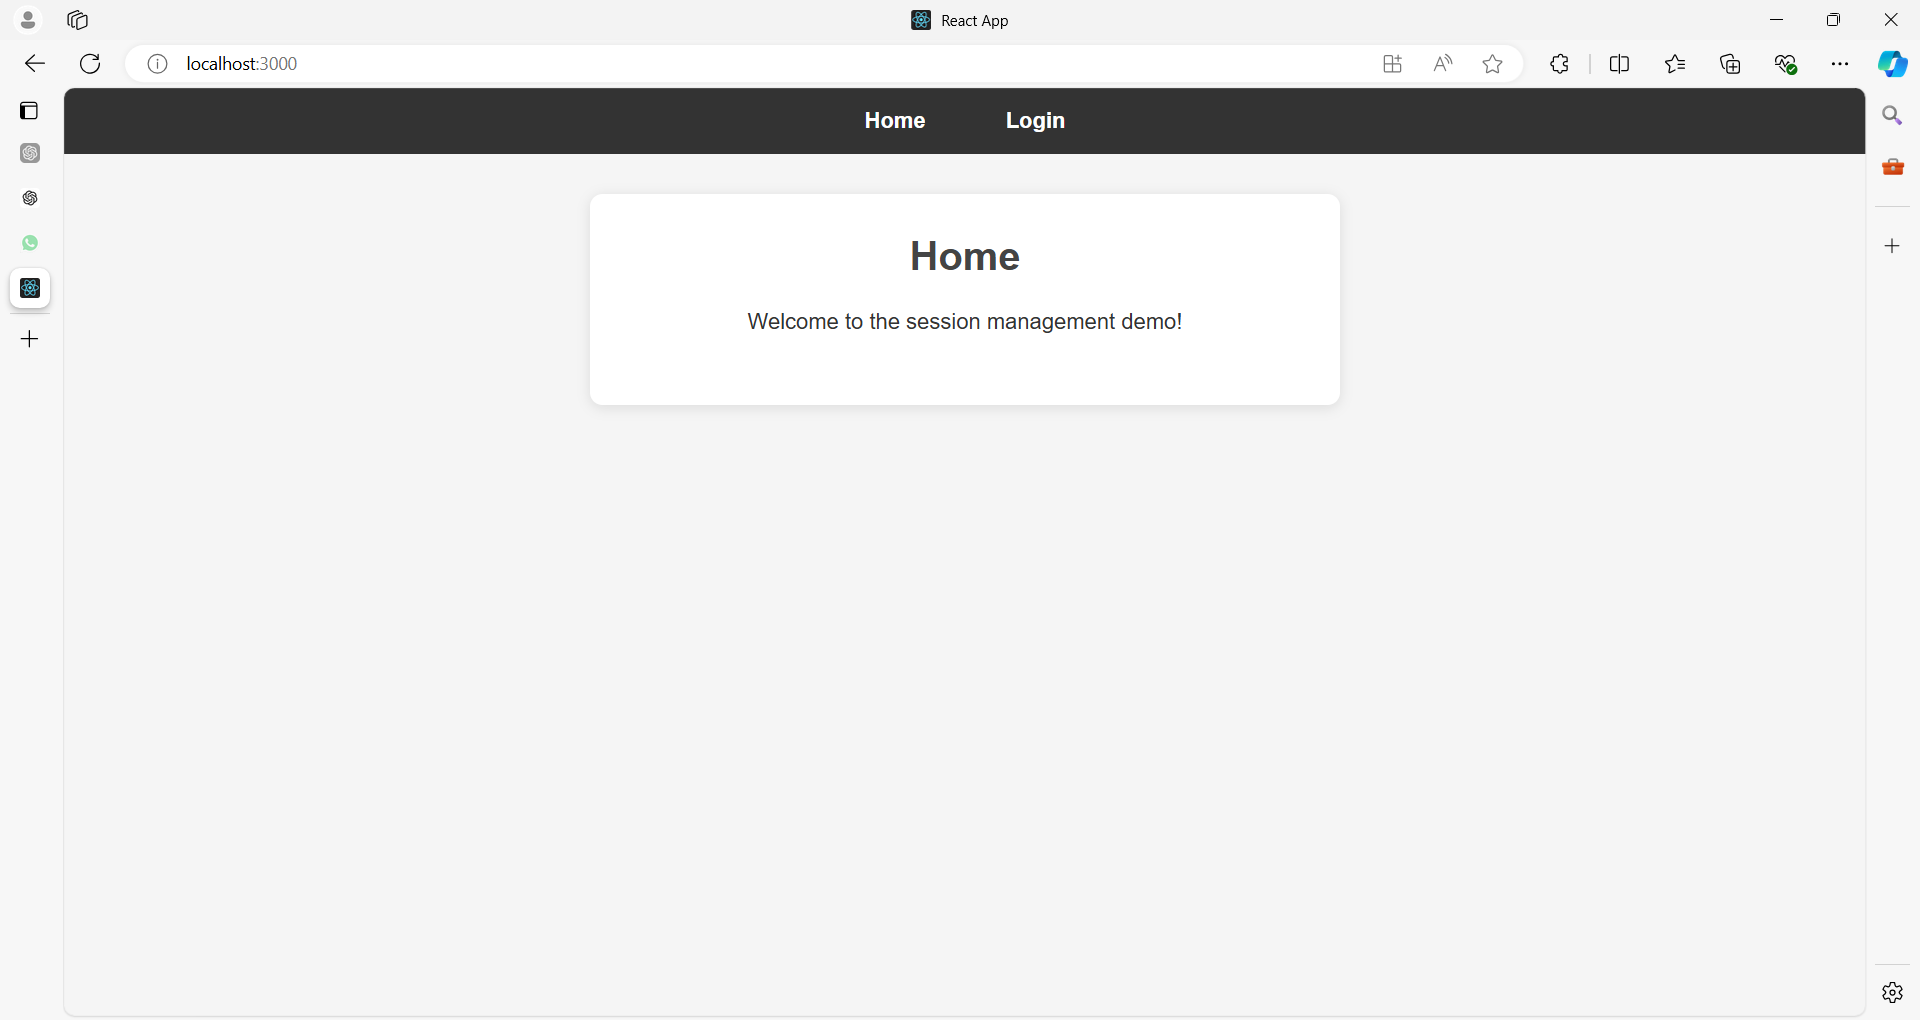 React App
localhost:3000
Home
Login
Home
Welcome to the session management demo!